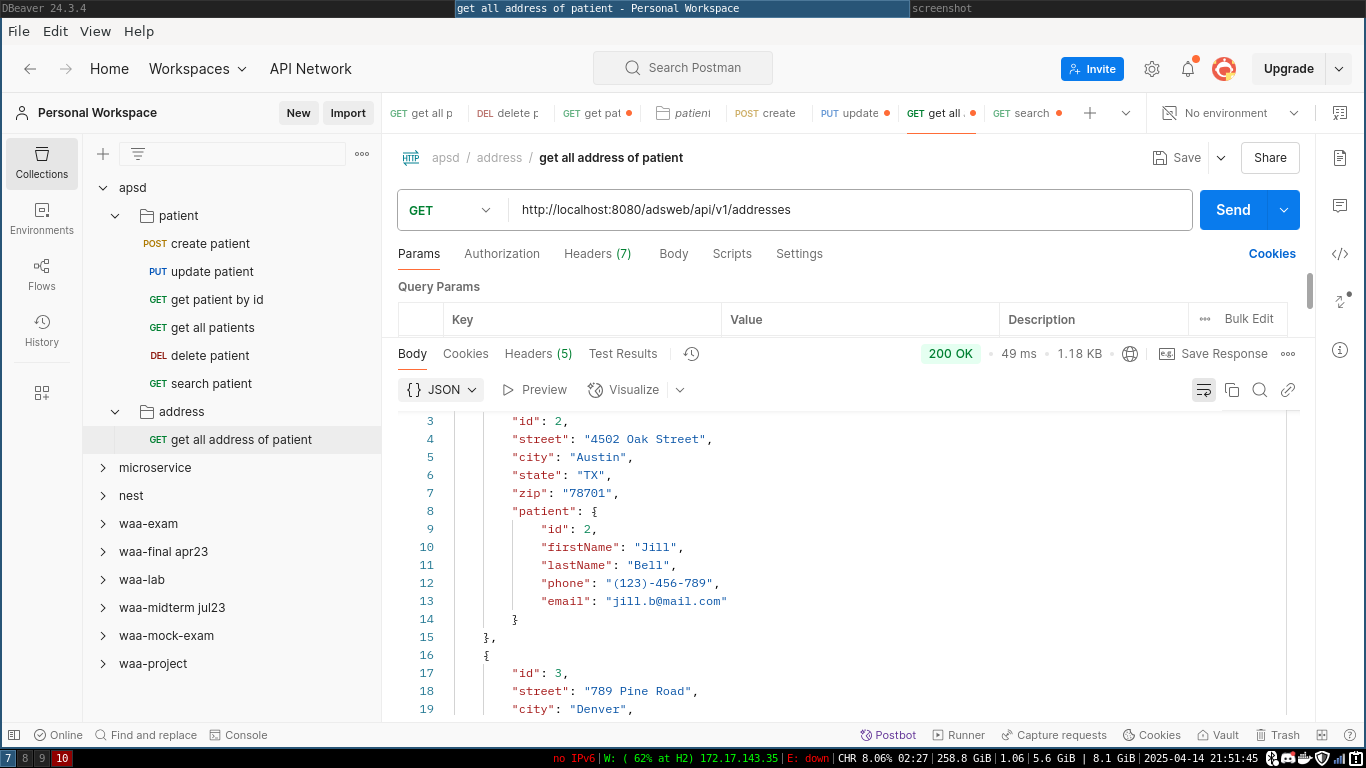 DBeaver 24.3.4 get all address of patient - Personal Workspace screenshot
File Edit View Help
Home Workspaces API Network Search Postman Invite Upgrade
Personal Workspace New Import
GET get all p DEL delete p GET get pat patient POST create PUT update GET get all GET search No environment
Collections
Environments
Flows
History
apsd
patient
POST create patient
PUT update patient
GET get patient by id
GET get all patients
DEL delete patient
GET search patient
address
GET get all address of patient
microservice
nest
waa-exam
waa-final apr23
waa-lab
waa-midterm jul23
waa-mock-exam
waa-project
HTTP apsd / address / get all address of patient Save Share
GET http://localhost:8080/adsweb/api/v1/addresses Send
Params Authorization Headers (7) Body Scripts Settings Cookies
Query Params
Key Value Description Bulk Edit
Body Cookies Headers (5) Test Results 200 OK 49 ms 1.18 KB e.g. Save Response
{} JSON Preview Visualize
3 "id": 2,
4 "street": "4502 Oak Street",
5 "city": "Austin",
6 "state": "TX",
7 "zip": "78701",
8 "patient": {
9 "id": 2,
10 "firstName": "Jill",
11 "lastName": "Bell",
12 "phone": "(123)-456-789",
13 "email": "jill.b@mail.com"
14 }
15 },
16 {
17 "id": 3,
18 "street": "789 Pine Road",
19 "city": "Denver",
Online Find and replace Console Postbot Runner Capture requests Cookies Vault Trash
7 8 9 10 no IPv6|W: ( 62% at H2) 172.17.143.35|E: down|CHR 8.06% 02:27|258.8 GiB|1.06|5.6 GiB | 8.1 GiB|2025-04-14 21:51:45